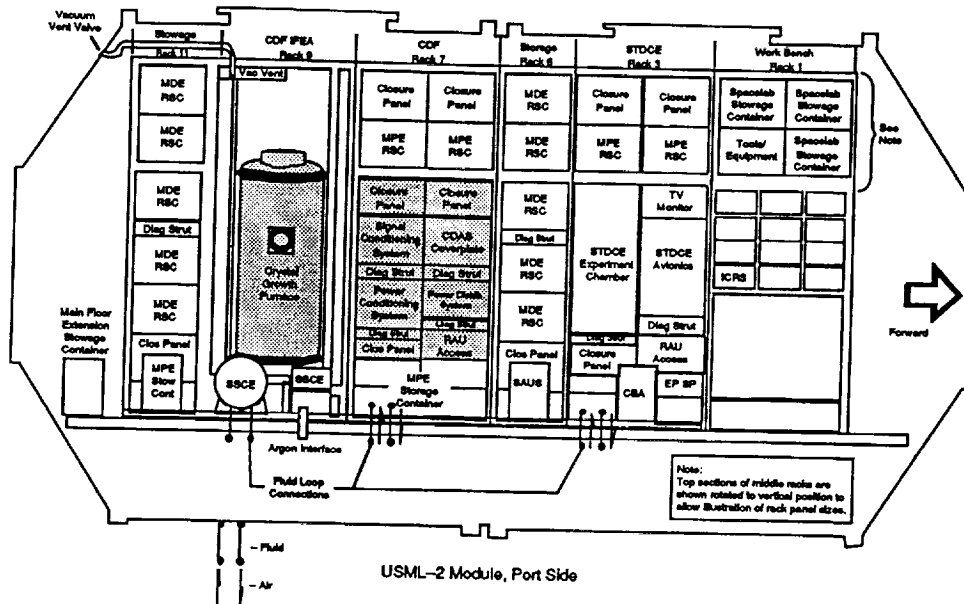 Vacuum
Vent Valve
Stowage
Rack 11
CDF IFEA
Rack 9
CDF
Rack 7
Storage
Rack 6
STDCE
Rack 3
Work Bench
Rack 1
Vac Vent
MDE
RSC
MDE
RSC
MDE
RSC
Diag Strut
MDE
RSC
MDE
RSC
Clos Panel
MPE
Stow
Cont
Main Floor
Extension
Stowage
Container
Crystal
Growth
Furnace
SSCE
SSCE
Closure
Panel
Closure
Panel
MPE
RSC
MPE
RSC
Closure
Panel
Closure
Panel
Signal
Conditioning
System
CDAS
Coverplate
Diag Strut
Diag Strut
Power
Conditioning
System
Power Distrib.
System
Diag Strut
Diag Strut
Clos Panel
RAU
Access
MPE
Storage
Container
MDE
RSC
MDE
RSC
MDE
RSC
Diag Strut
MDE
RSC
MDE
RSC
Clos Panel
SAUS
Closure
Panel
Closure
Panel
MPE
RSC
MPE
RSC
STDCE
Experiment
Chamber
TV
Monitor
STDCE
Avionics
Diag Strut
Diag Strut
Closure
Panel
RAU
Access
CBA
EP SP
Spacelab
Stowage
Container
Spacelab
Stowage
Container
Tools/
Equipment
Spacelab
Stowage
Container
ICRS
See
Note
Forward
Argon Interface
Fluid Loop
Connections
Note:
Top sections of middle racks are
shown rotated to vertical position to
allow illustration of rack panel sizes.
– Fluid
– Air
USML–2 Module, Port Side